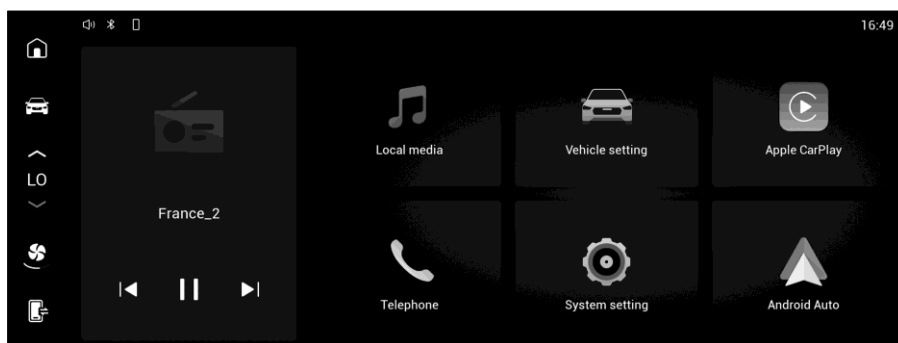 16:49
LO
France_2
Local media
Vehicle setting
Apple CarPlay
Telephone
System setting
Android Auto